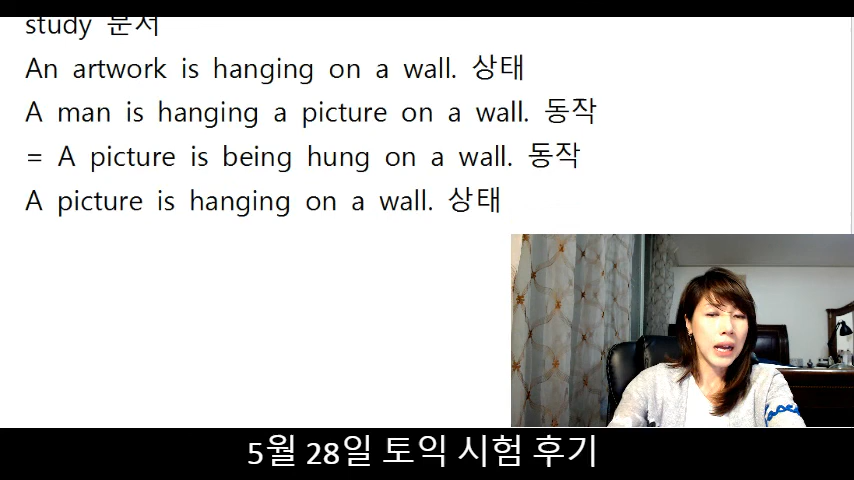 study 문서
An artwork is hanging on a wall. 상태
A man is hanging a picture on a wall. 동작
= A picture is being hung on a wall. 동작
A picture is hanging on a wall. 상태
5월 28일 토익 시험 후기